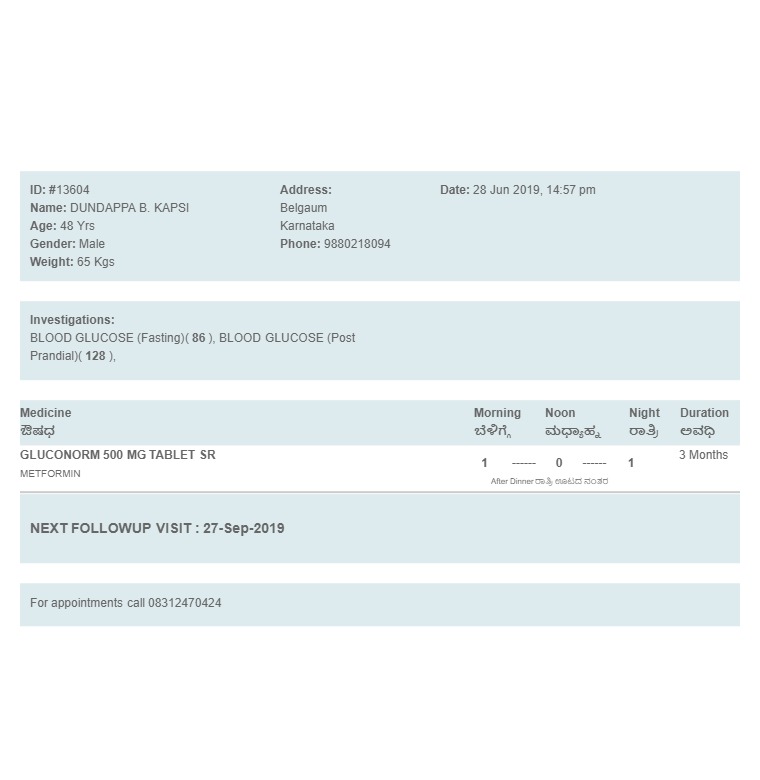 ID: #13604
Name: DUNDAPPA B. KAPSI
Age: 48 Yrs
Gender: Male
Weight: 65 Kgs
Address:
Belgaum
Karnataka
Phone: 9880218094
Date: 28 Jun 2019, 14:57 pm
Investigations:
BLOOD GLUCOSE (Fasting)( 86 ), BLOOD GLUCOSE (Post
Prandial)( 128 ),
Medicine Morning Noon Night Duration
ಔಷಧ ಬೆಳಿಗ್ಗೆ ಮಧ್ಯಾಹ್ನ ರಾತ್ರಿ ಅವಧಿ
GLUCONORM 500 MG TABLET SR 1 ------ 0 ------ 1 3 Months
METFORMIN After Dinner ರಾತ್ರಿ ಊಟದ ನಂತರ
NEXT FOLLOWUP VISIT : 27-Sep-2019
For appointments call 08312470424